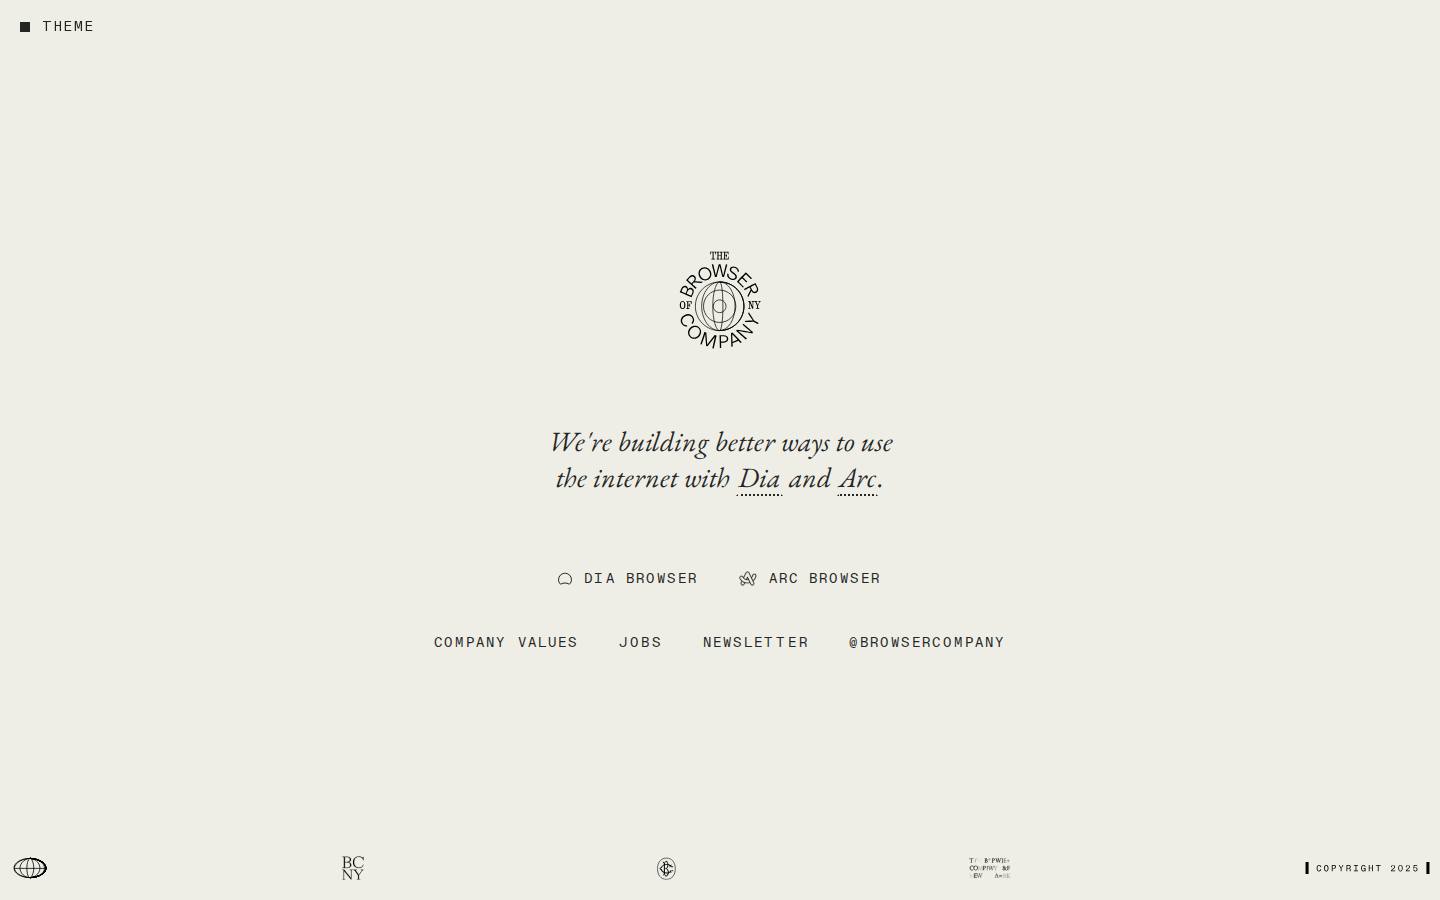 THEME
THE
BROWSER
OF NY
COMPANY
We're building better ways to use
the internet with Dia and Arc.
DIA BROWSER ARC BROWSER
COMPANY VALUES JOBS NEWSLETTER @BROWSERCOMPANY
BC
NY
COPYRIGHT 2025